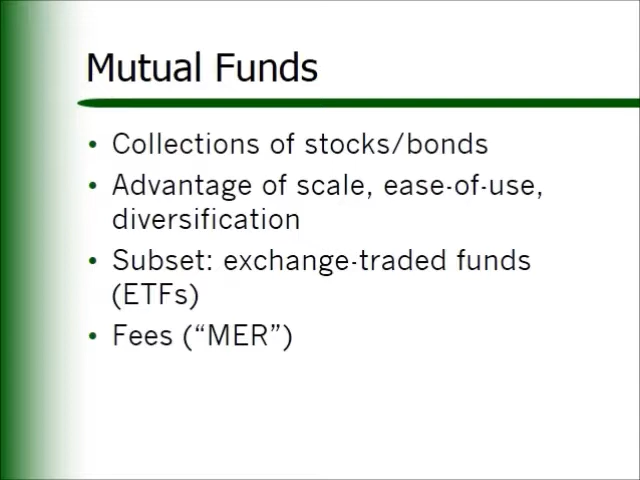 Mutual Funds
• Collections of stocks/bonds
• Advantage of scale, ease-of-use,
diversification
• Subset: exchange-traded funds
(ETFs)
• Fees (“MER”)